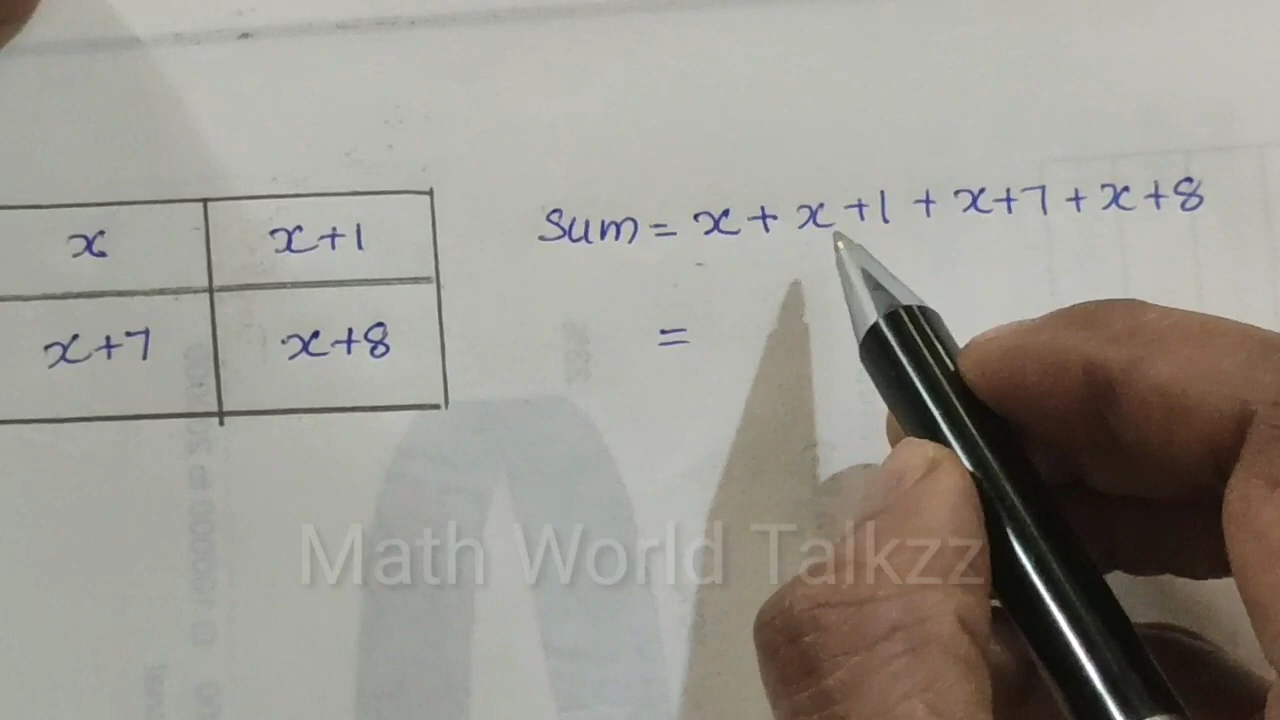 x x+1
x+7 x+8
Sum = x + x + 1 + x+7 + x+8
=
Math World Talkzz